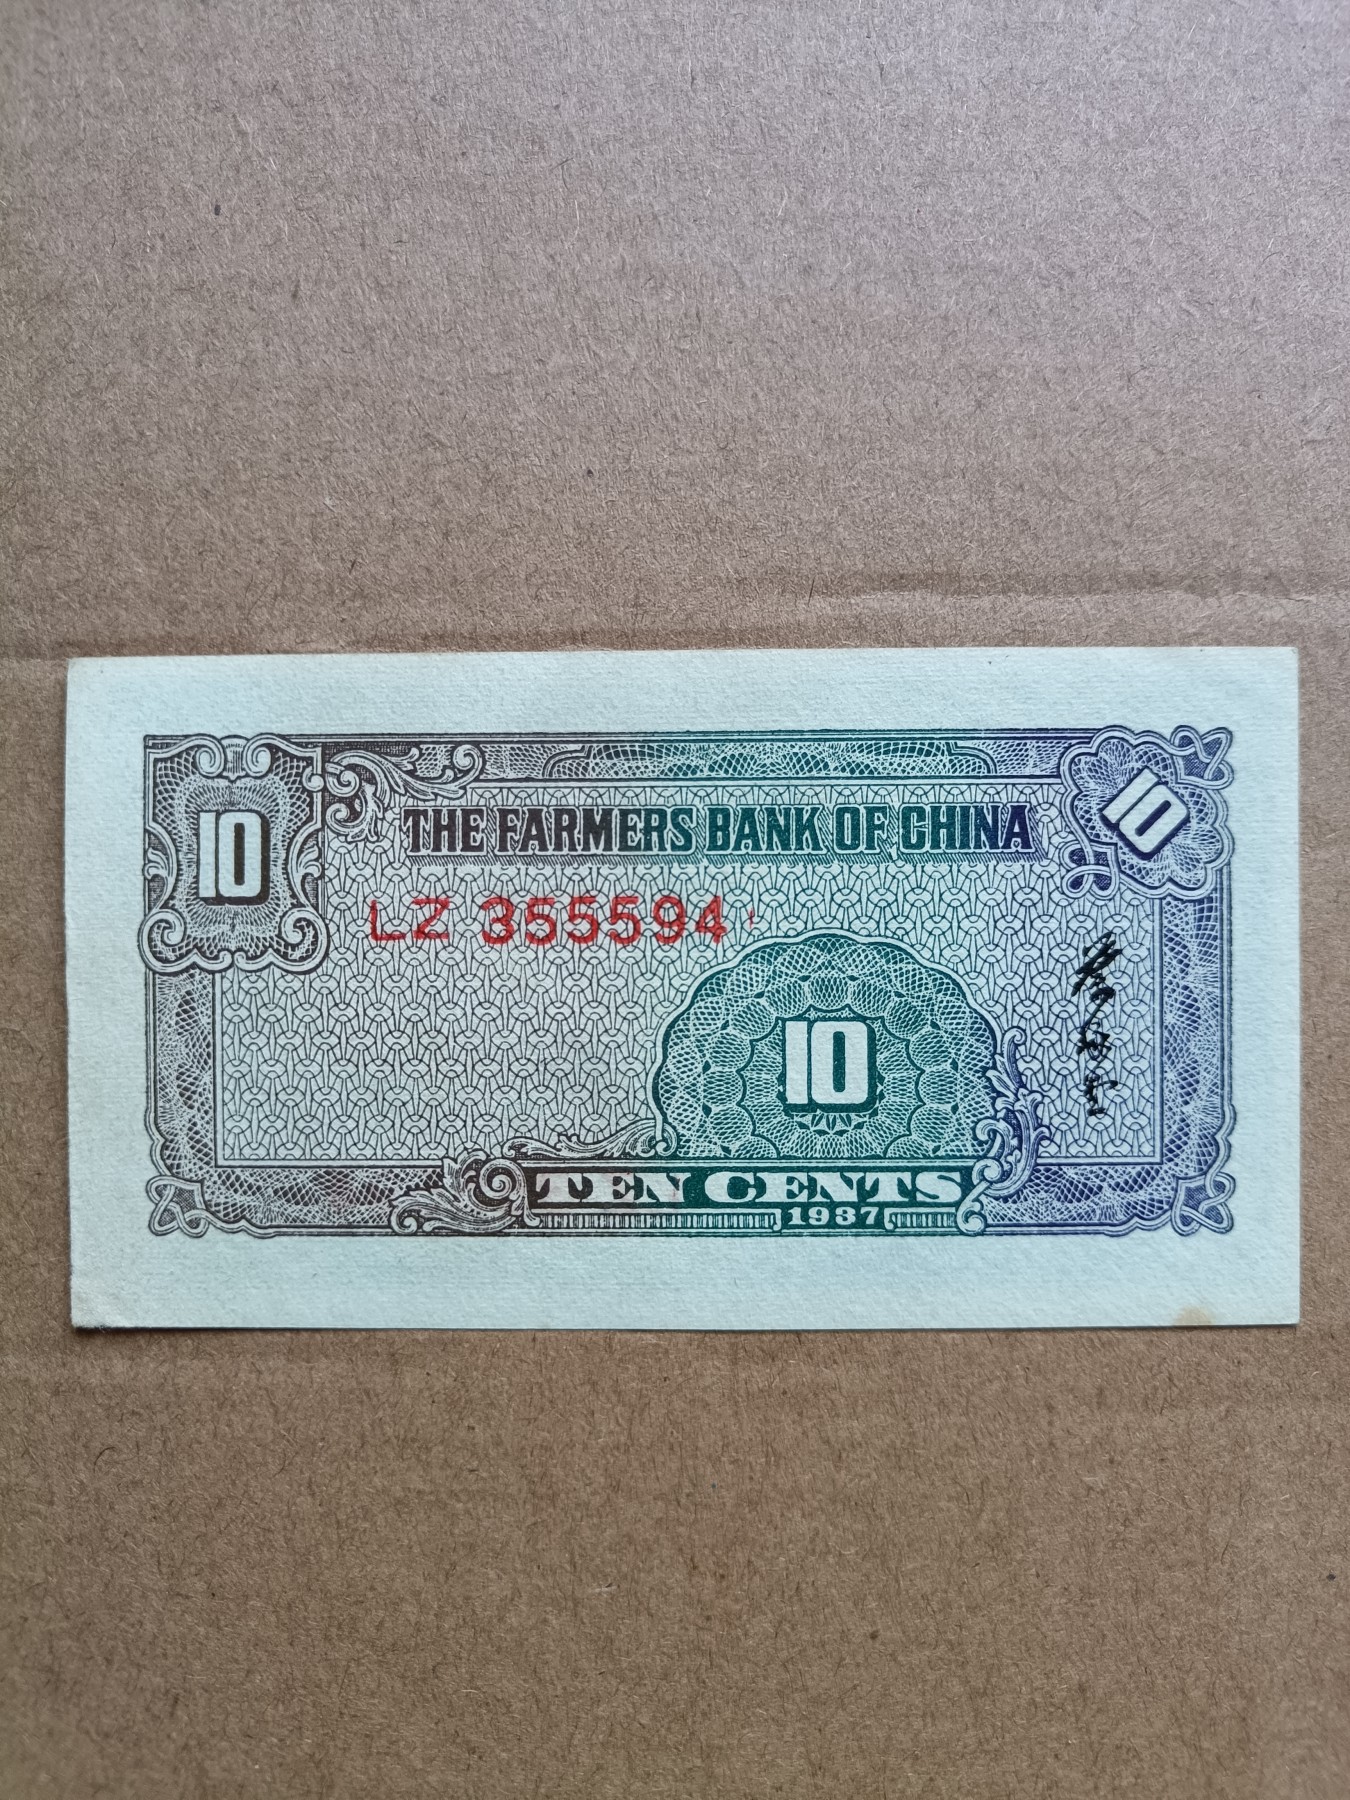 10
10
THE FARMERS BANK OF CHINA
LZ 355594
10
TEN CENTS
1937